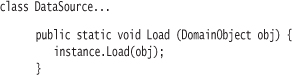 class DataSource...
public static void Load (DomainObject obj) {
instance.Load(obj);
}